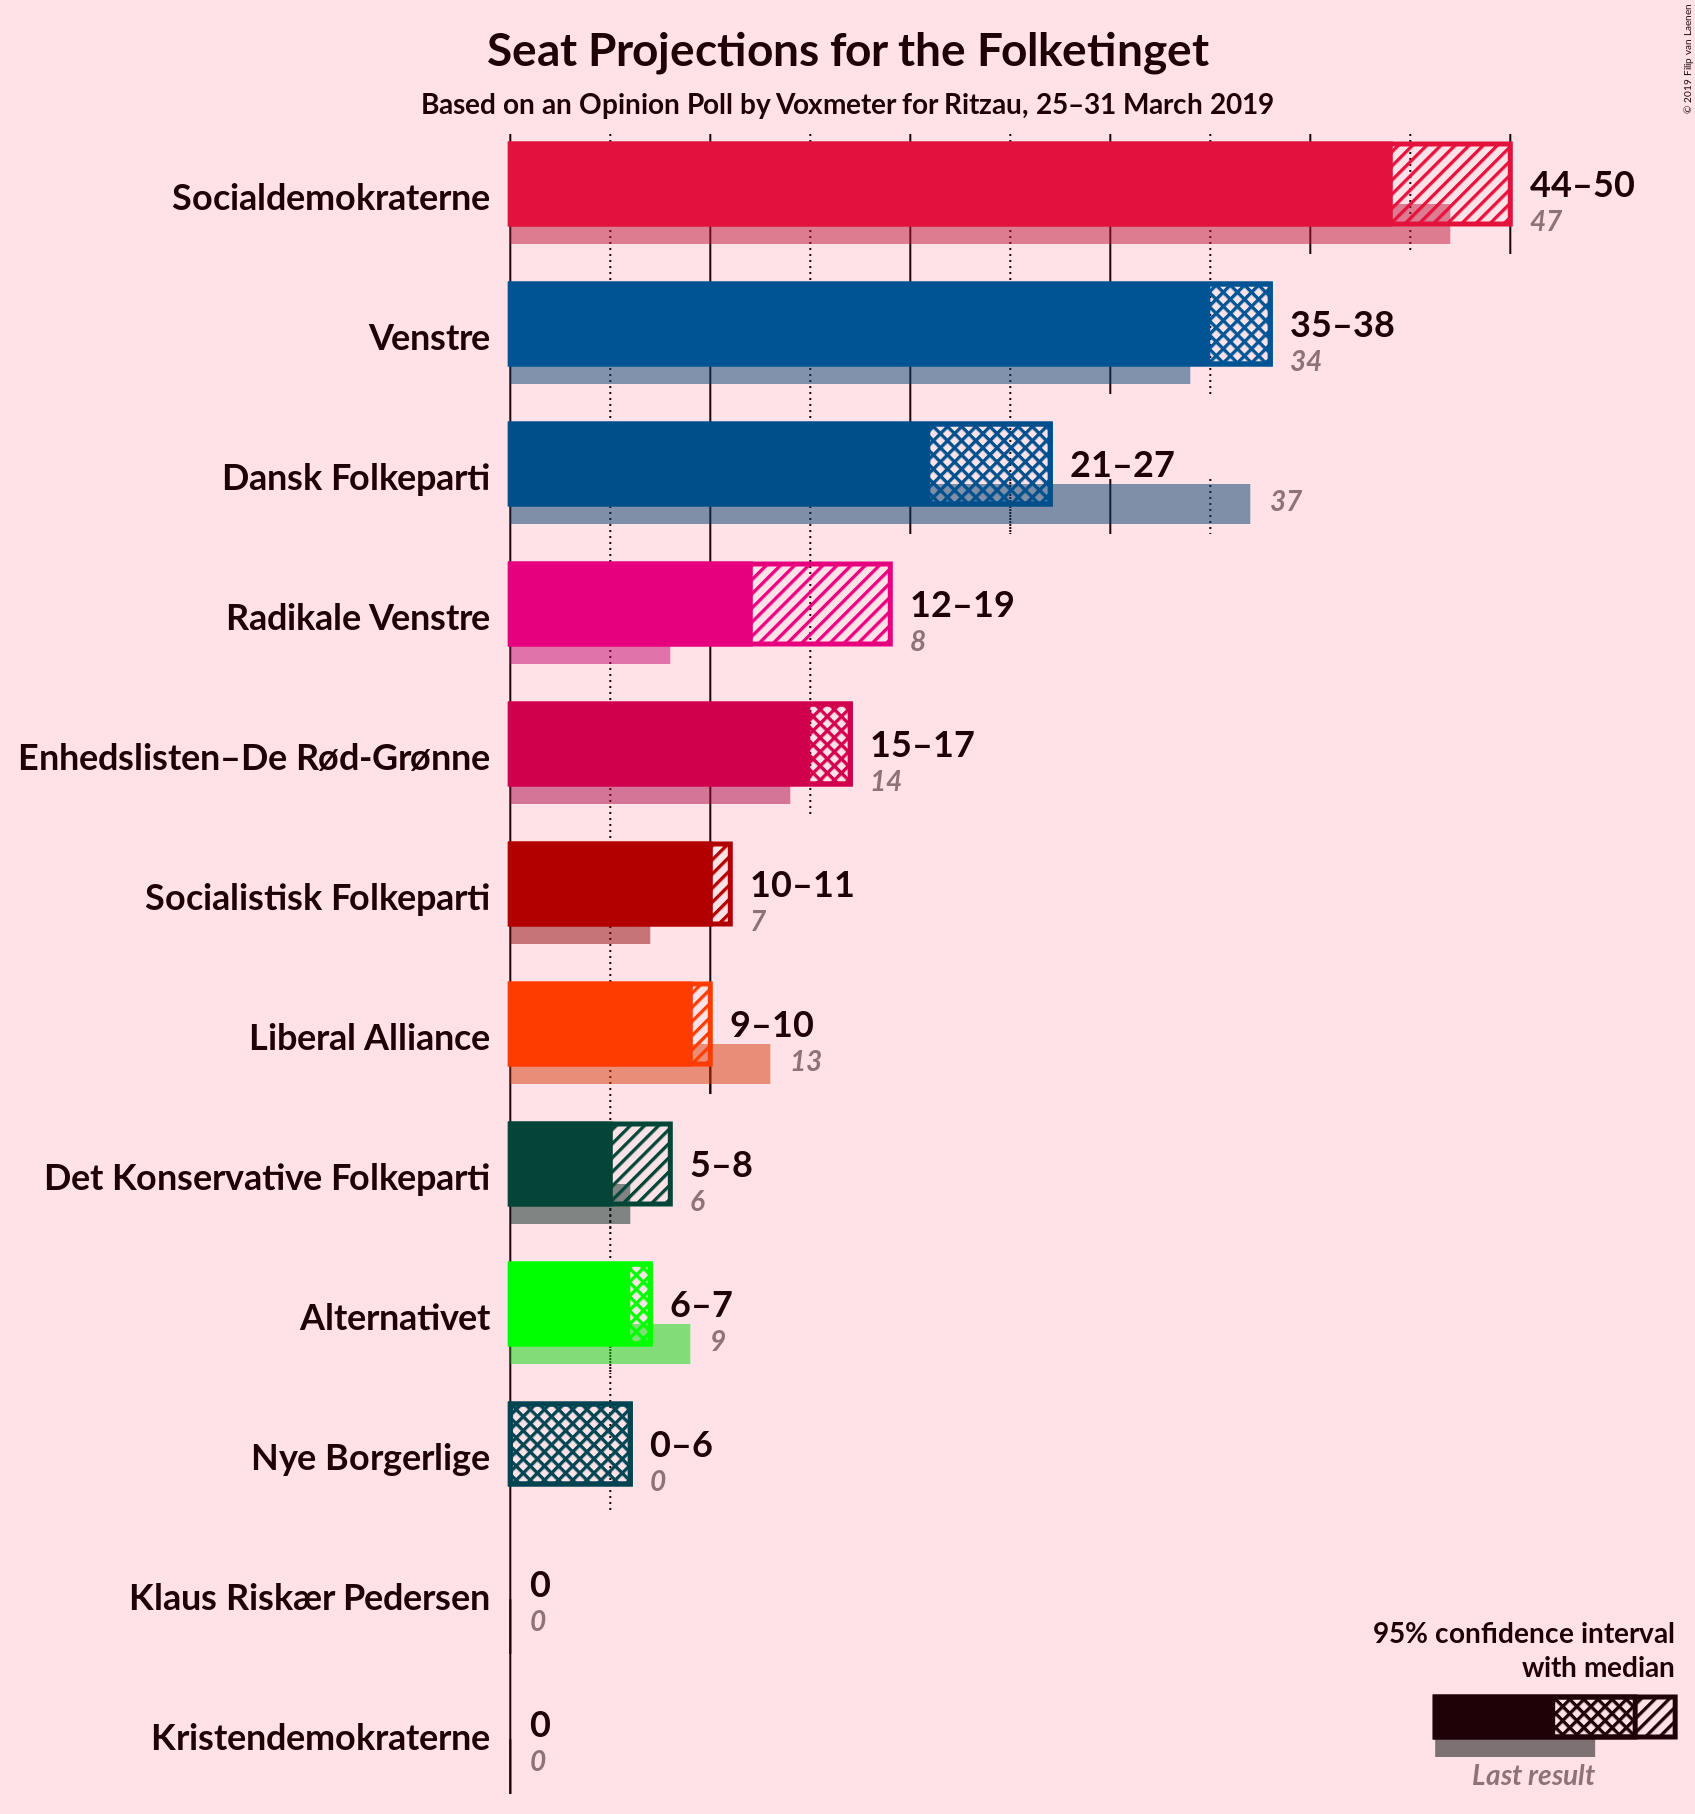 Seat Projections for the Folketinget
Based on an Opinion Poll by Voxmeter for Ritzau, 25–31 March 2019
© 2019 Filip van Laenen
Socialdemokraterne
44–50
47
Venstre
35–38
34
Dansk Folkeparti
21–27
37
Radikale Venstre
12–19
8
Enhedslisten–De Rød-Grønne
15–17
14
Socialistisk Folkeparti
10–11
7
Liberal Alliance
9–10
13
Det Konservative Folkeparti
5–8
6
Alternativet
6–7
9
Nye Borgerlige
0–6
0
Klaus Riskær Pedersen
0
0
Kristendemokraterne
0
0
95% confidence interval
with median
Last result